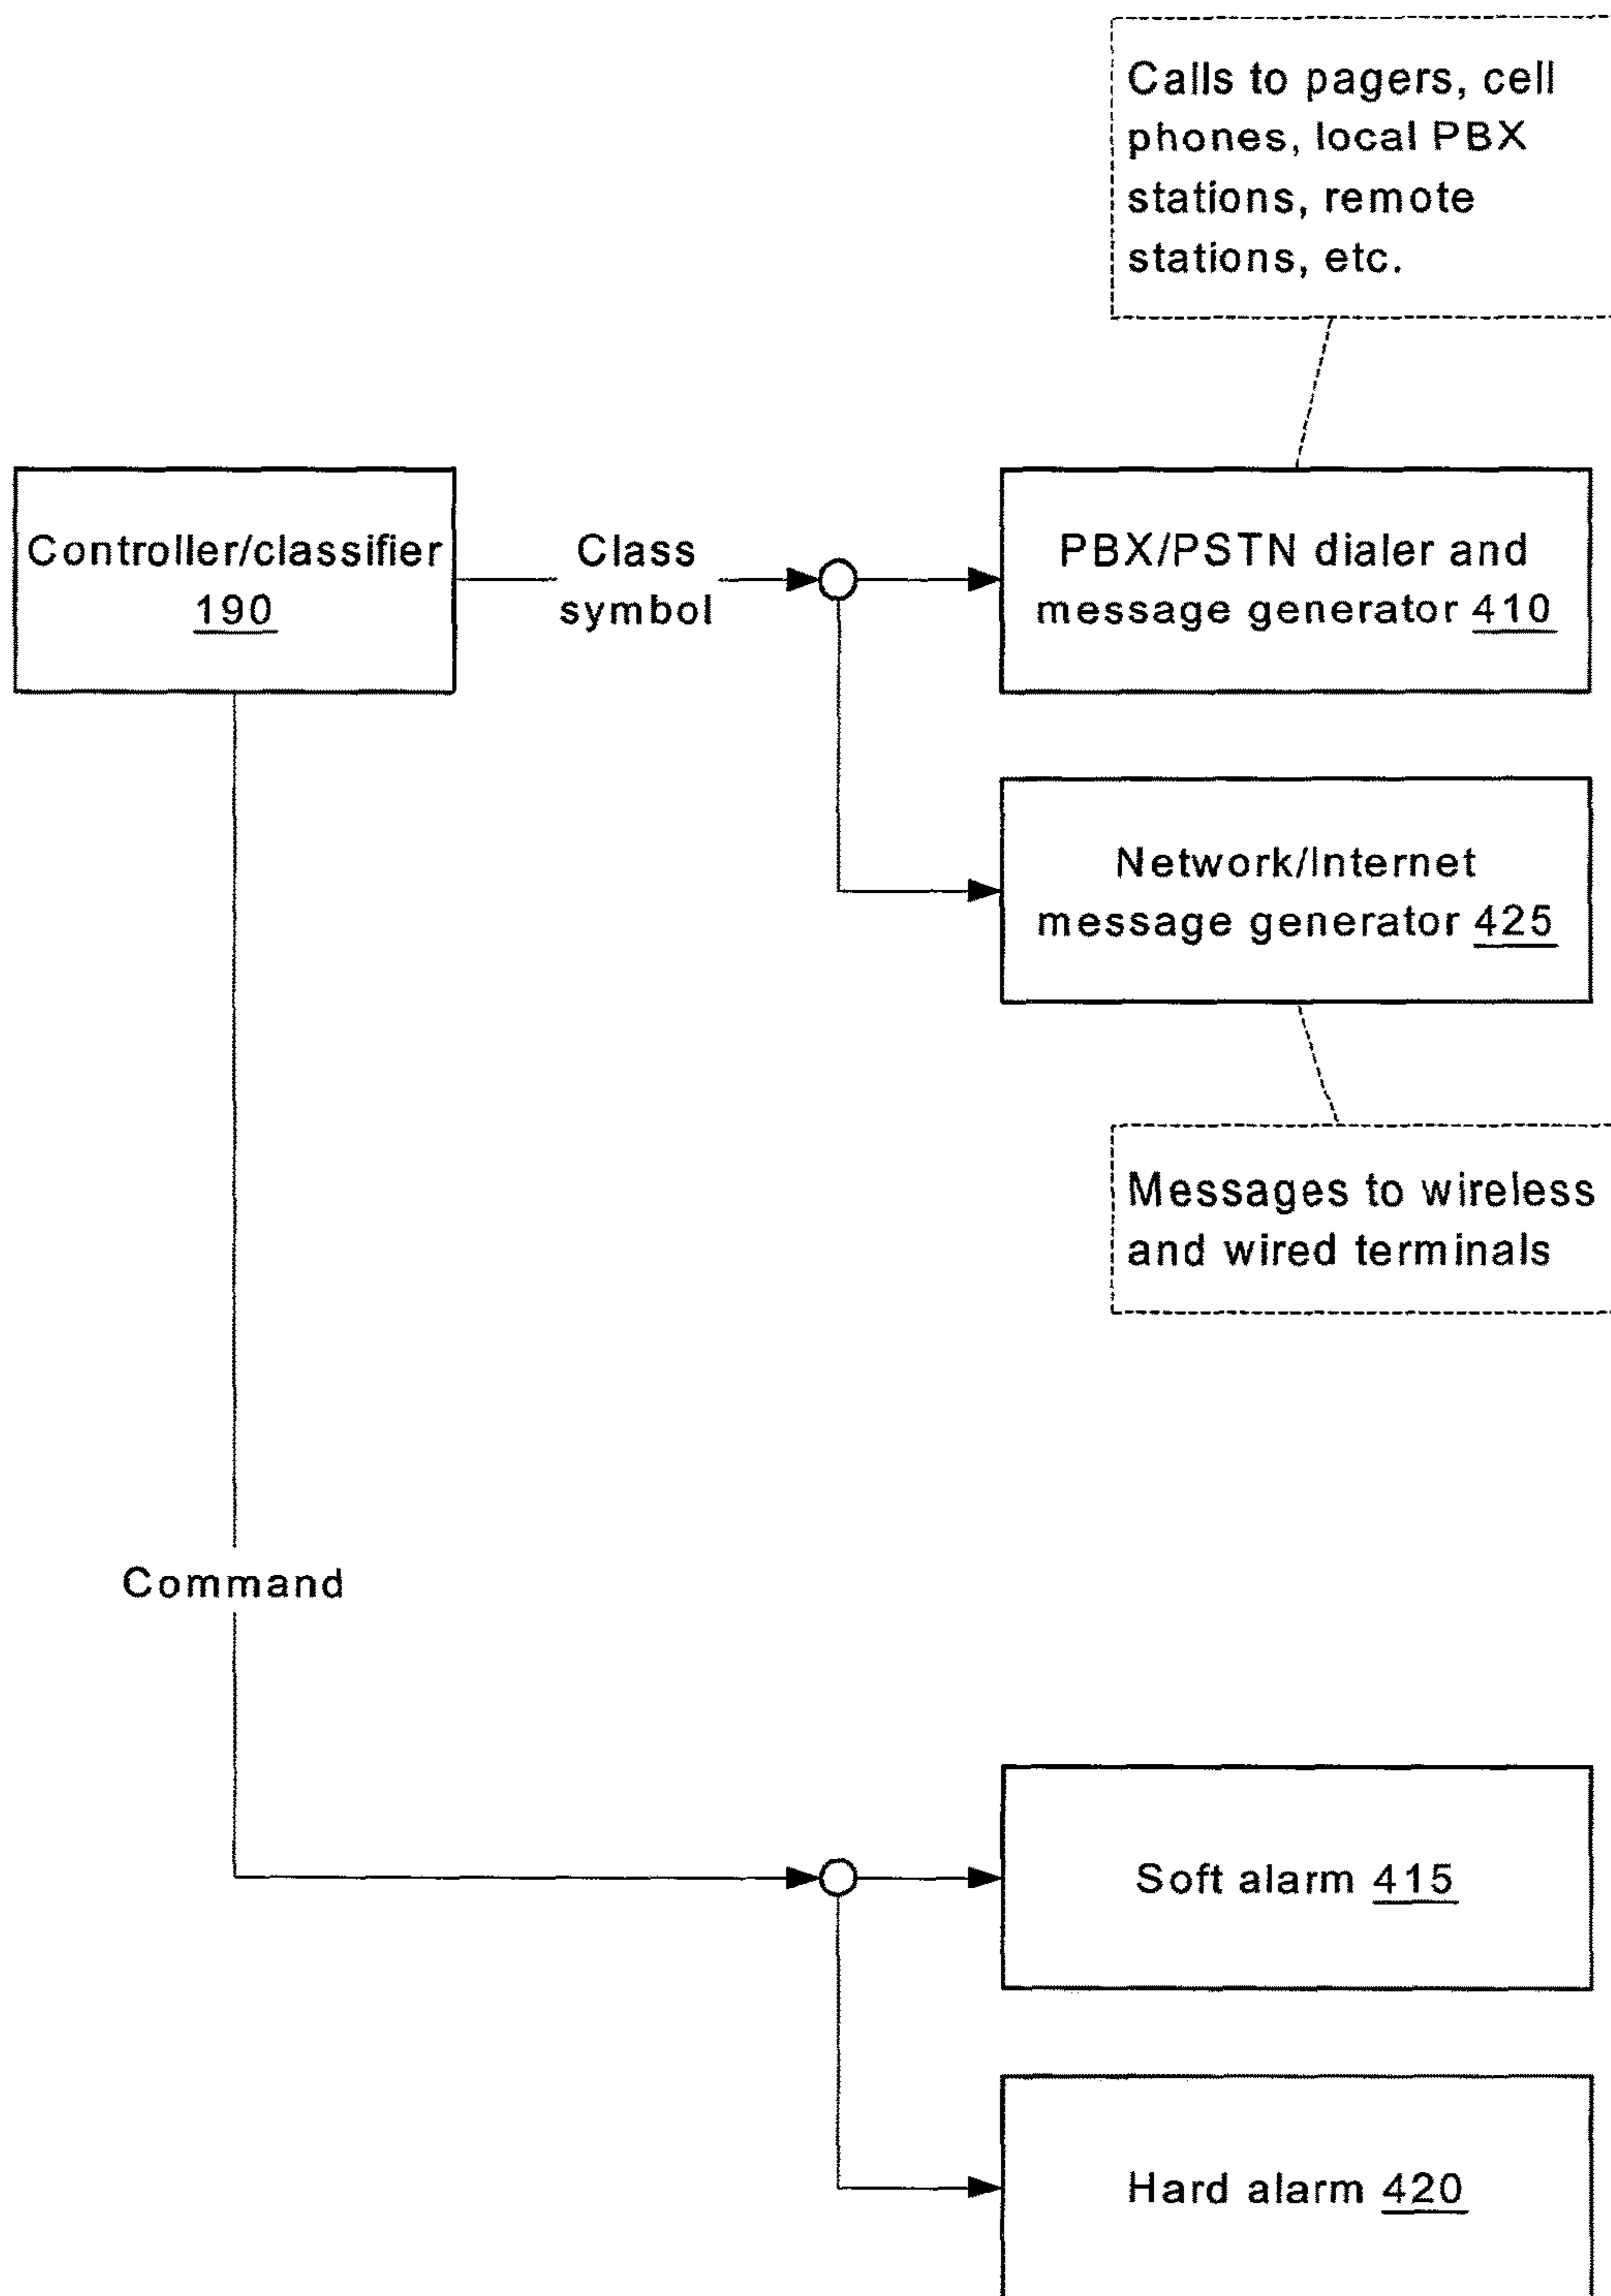 Calls to pagers, cell
phones, local PBX
stations, remote
stations, etc.
Controller/classifier
190
Class
symbol
PBX/PSTN dialer and
message generator 410
Network/Internet
message generator 425
Messages to wireless
and wired terminals
Command
Soft alarm 415
Hard alarm 420